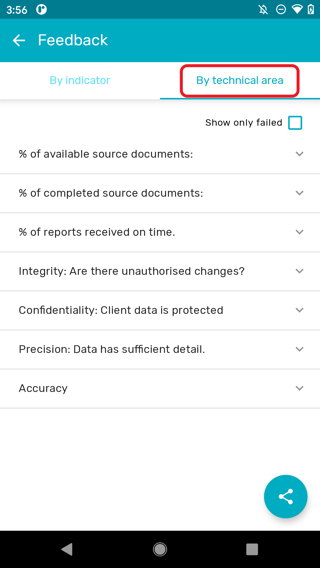 3:56
Feedback
By indicator
By technical area
Show only failed
% of available source documents:
% of completed source documents:
% of reports received on time.
Integrity: Are there unauthorised changes?
Confidentiality: Client data is protected
Precision: Data has sufficient detail.
Accuracy